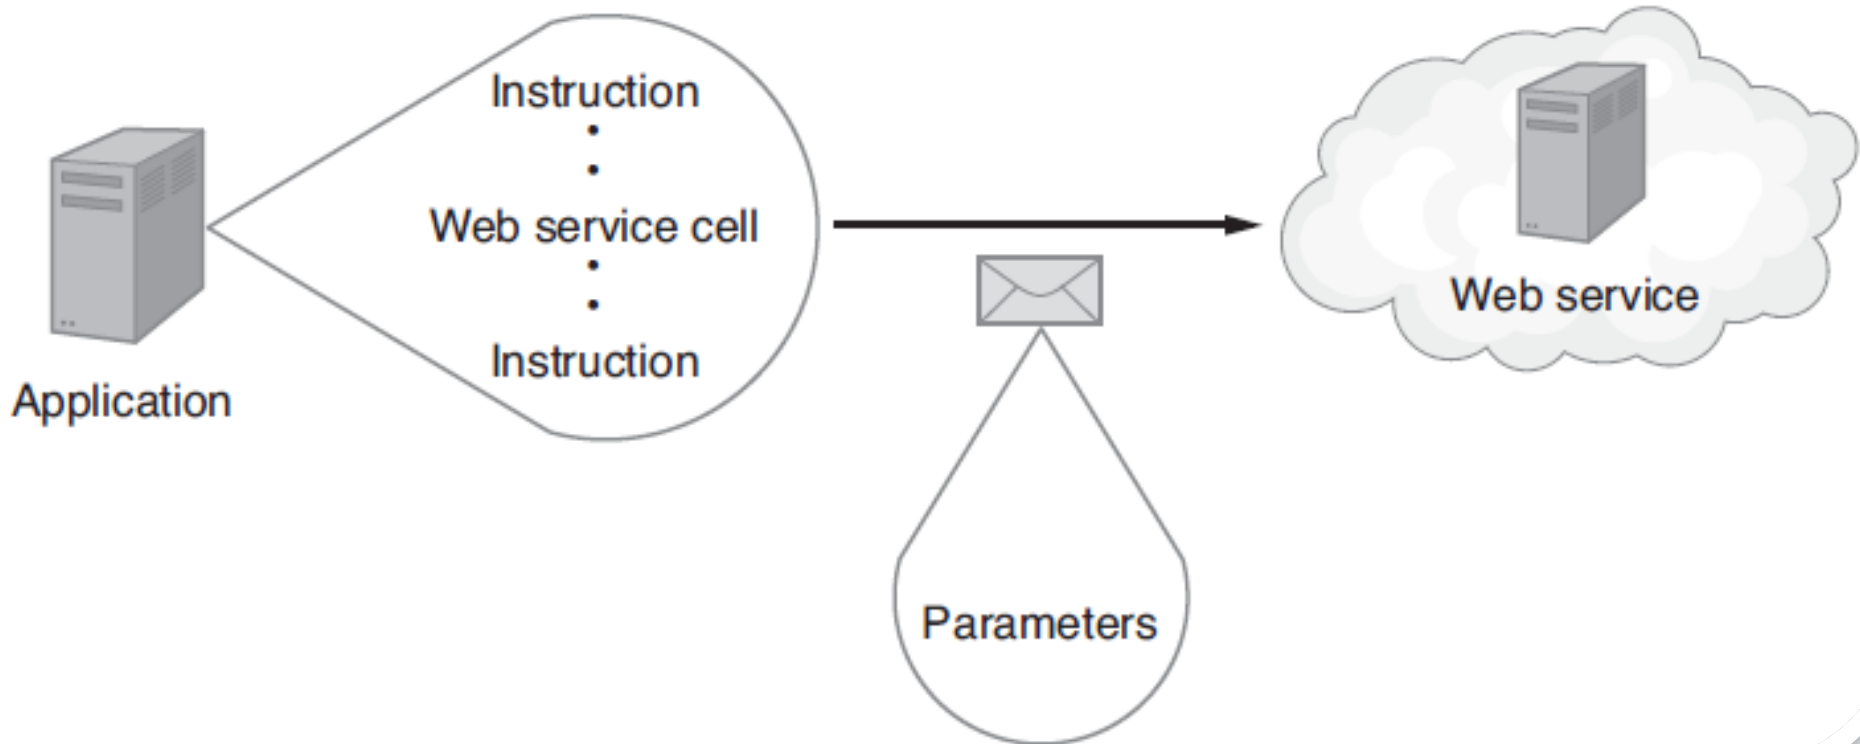 Instruction
Web service cell
Instruction
Application
Web service
Parameters